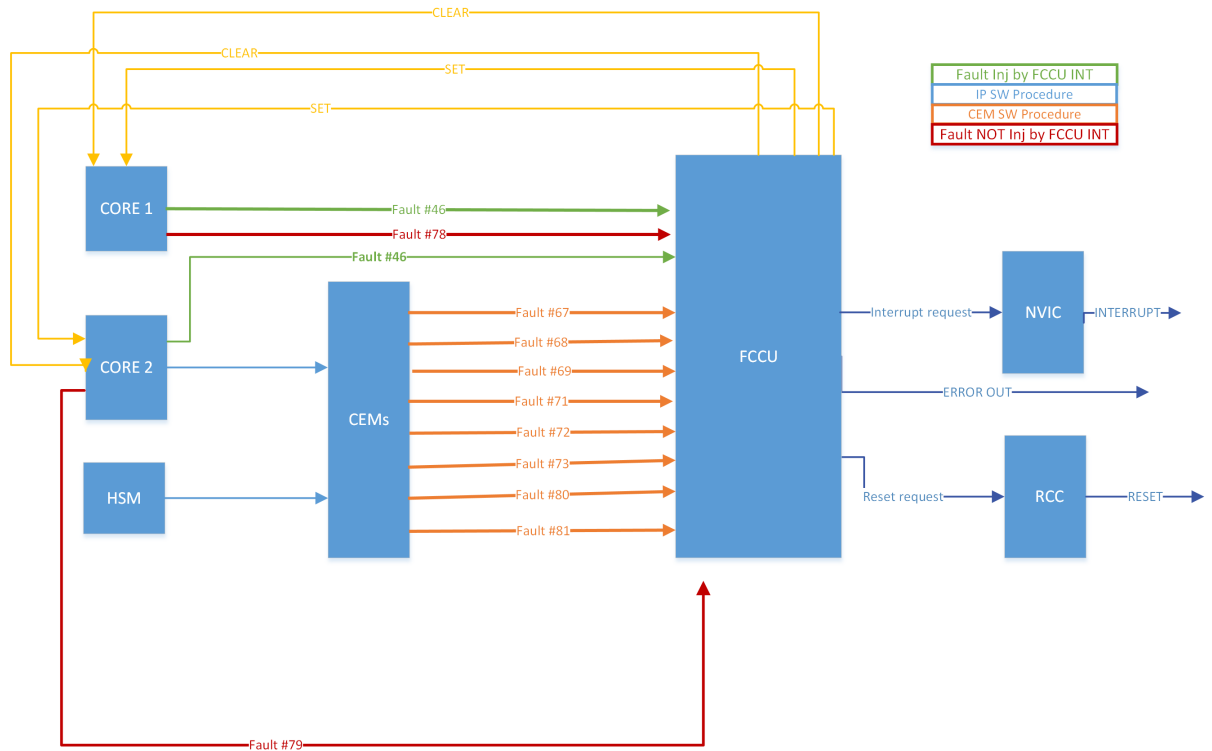 CLEAR
CLEAR
SET
SET
Fault Inj by FCCU INT
IP SW Procedure
CEM SW Procedure
Fault NOT Inj by FCCU INT
CORE 1
Fault #46
Fault #78
Fault #46
CORE 2
HSM
CEMs
Fault #67
Fault #68
Fault #69
Fault #71
Fault #72
Fault #73
Fault #80
Fault #81
FCCU
Interrupt request
NVIC
INTERRUPT
ERROR OUT
Reset request
RCC
RESET
Fault #79